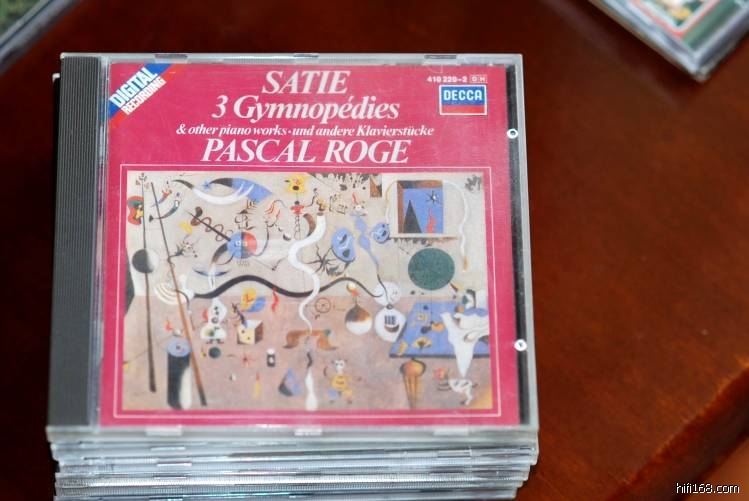 DIGITAL
RECORDING
SATIE
3 Gymnopédies
& other piano works · und andere Klavierstücke
PASCAL ROGE
410 220-2 DH
DECCA
hifi168.com